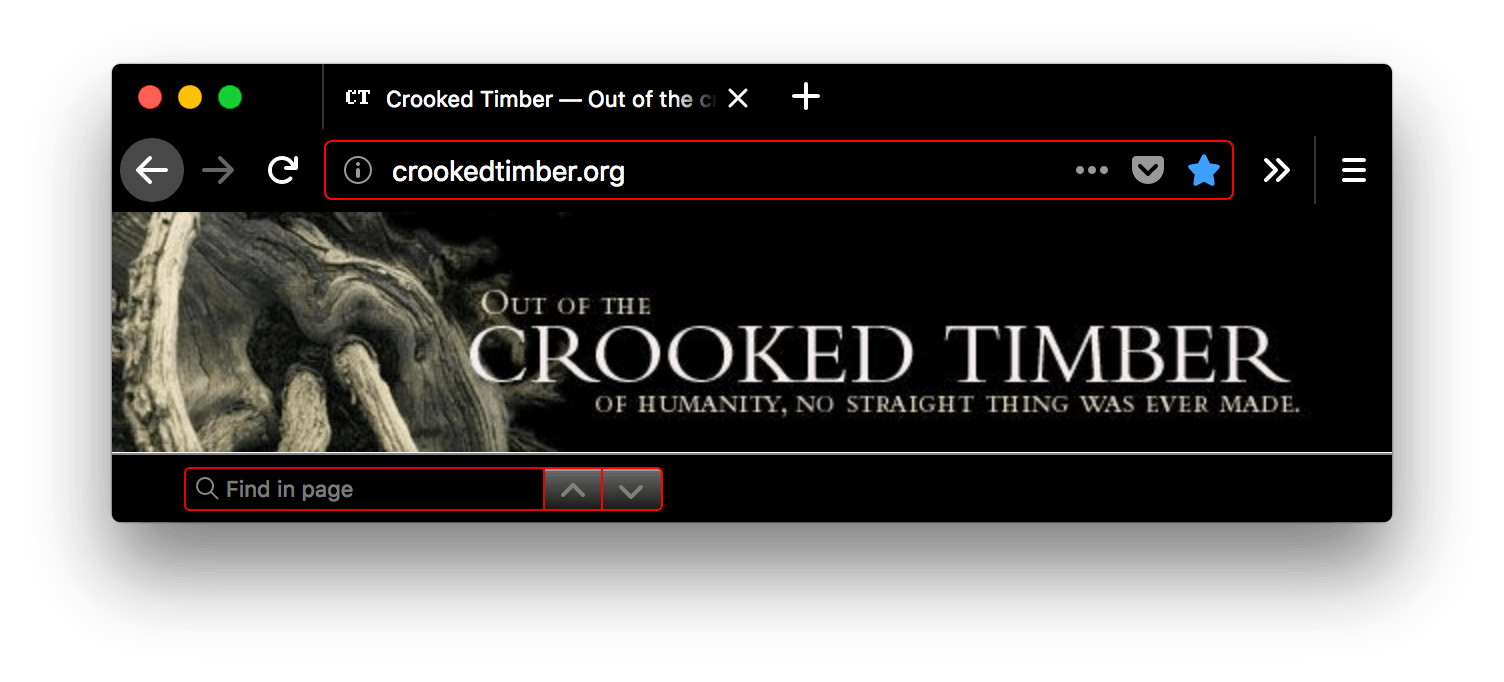 CT Crooked Timber — Out of the
crookedtimber.org
OUT OF THE
CROOKED TIMBER
OF HUMANITY, NO STRAIGHT THING WAS EVER MADE.
Find in page